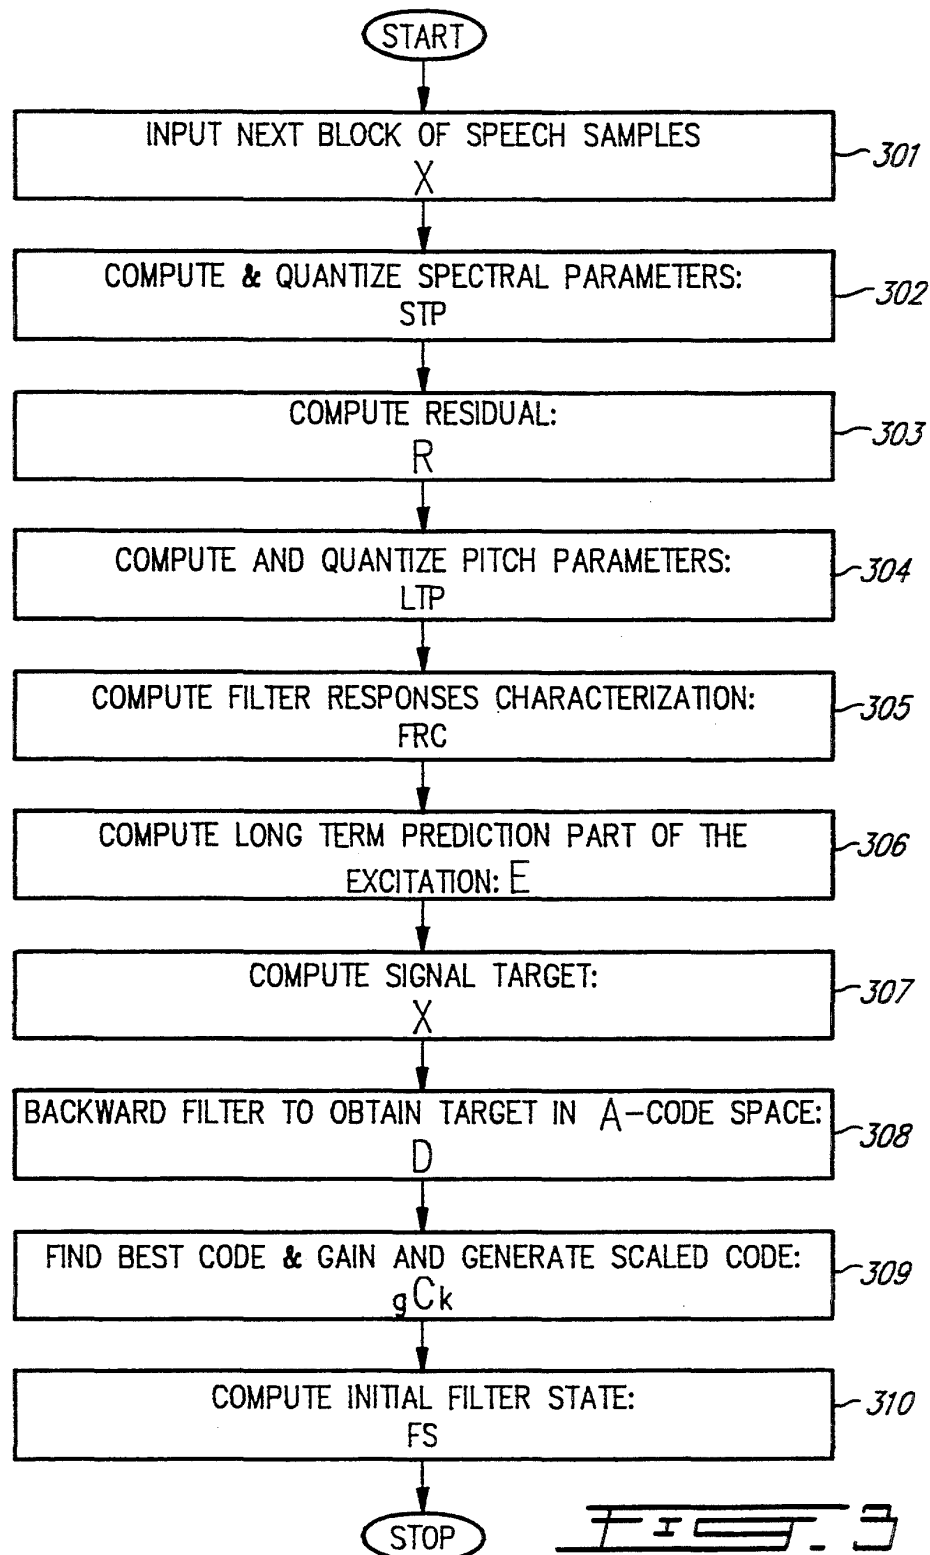 START
INPUT NEXT BLOCK OF SPEECH SAMPLES
X
301
COMPUTE & QUANTIZE SPECTRAL PARAMETERS:
STP
302
COMPUTE RESIDUAL:
R
303
COMPUTE AND QUANTIZE PITCH PARAMETERS:
LTP
304
COMPUTE FILTER RESPONSES CHARACTERIZATION:
FRC
305
COMPUTE LONG TERM PREDICTION PART OF THE
EXCITATION: E
306
COMPUTE SIGNAL TARGET:
X
307
BACKWARD FILTER TO OBTAIN TARGET IN A-CODE SPACE:
D
308
FIND BEST CODE & GAIN AND GENERATE SCALED CODE:
gCk
309
COMPUTE INITIAL FILTER STATE:
FS
310
STOP
FIG. 3